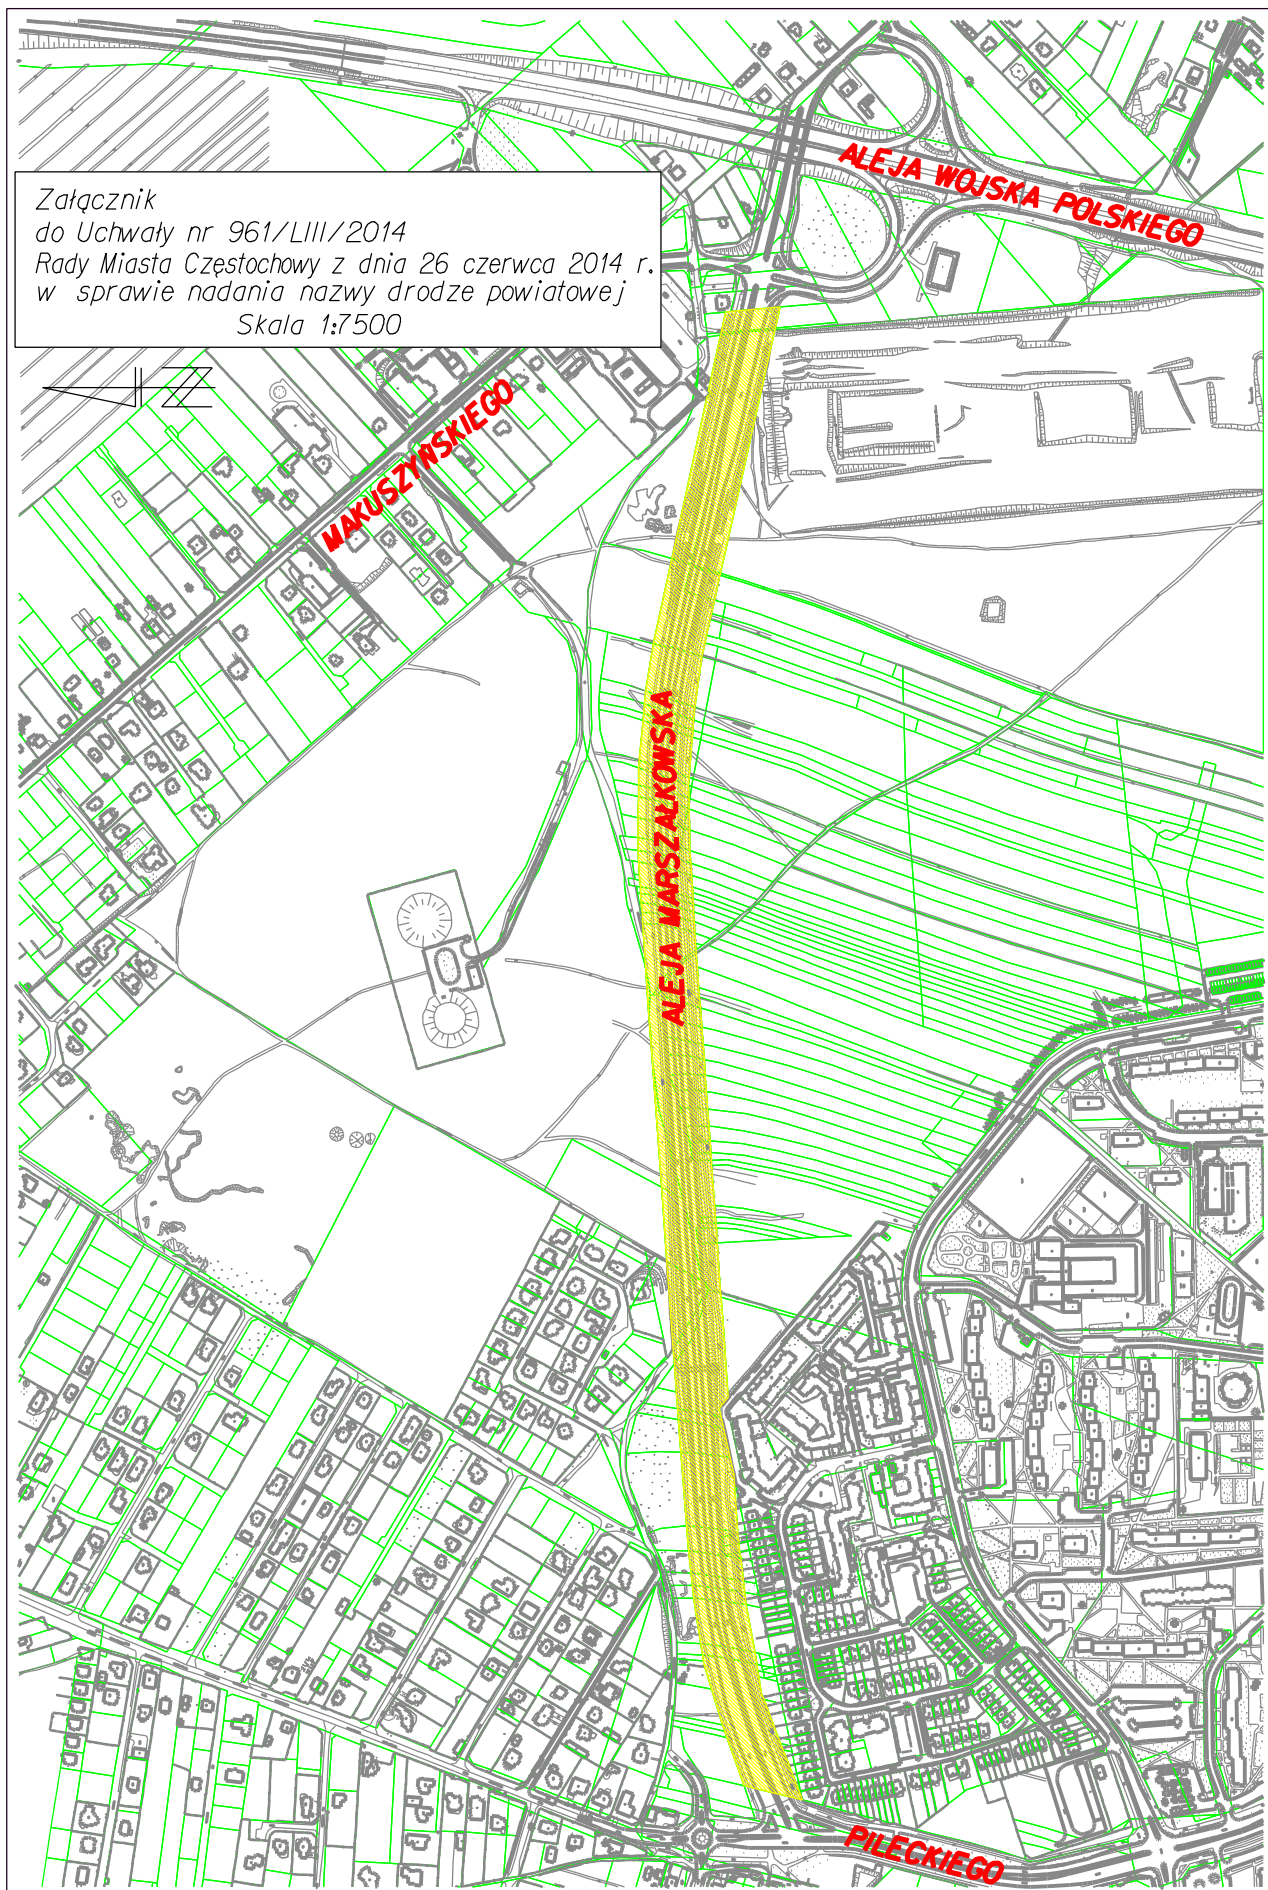 ALEJA WOJSKA POLSKIEGO
Załącznik
do Uchwały nr 961/LIII/2014
Rady Miasta Częstochowy z dnia 26 czerwca 2014 r.
w sprawie nadania nazwy drodze powiatowej
Skala 1:7500
MAKUSZYŃSKIEGO
ALEJA MARSZAŁKOWSKA
PILECKIEGO